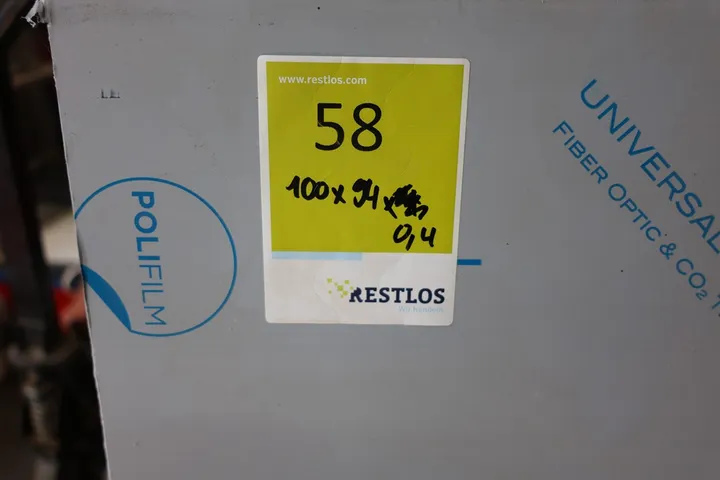 www.restlos.com
58
100 x 94 x
0,4
RESTLOS
POLIFILM
UNIVERSAL
FIBER OPTIC & CO2